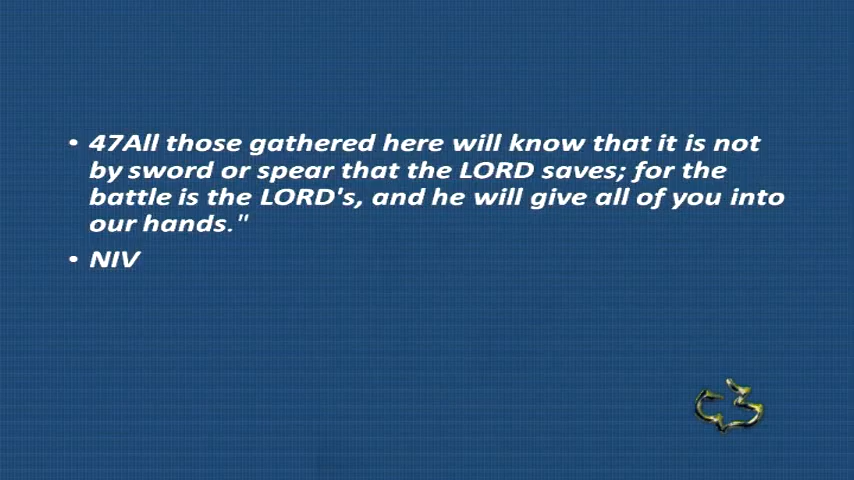 • 47All those gathered here will know that it is not
by sword or spear that the LORD saves; for the
battle is the LORD's, and he will give all of you into
our hands."
• NIV
C3